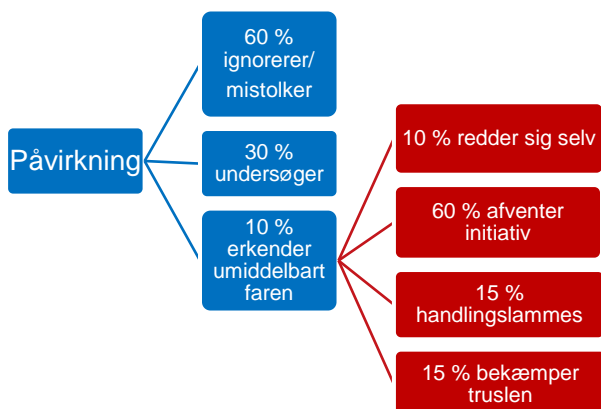 Påvirkning
60 %
ignorerer/
mistolker
30 %
undersøger
10 %
erkender
umiddelbart
faren
10 % redder sig selv
60 % afventer
initiativ
15 %
handlingslammes
15 % bekæmper
truslen